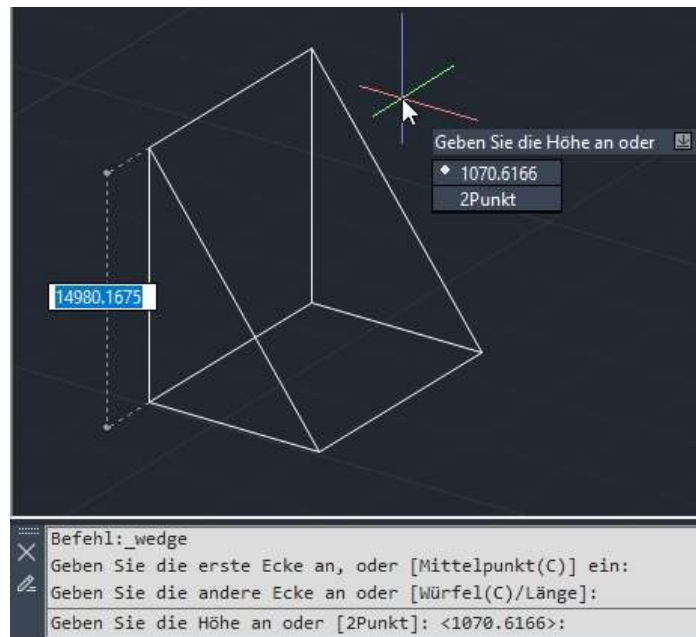 Geben Sie die Höhe an oder
1070.6166
2Punkt
14980.1675
Befehl:_wedge
Geben Sie die erste Ecke an, oder [Mittelpunkt(C)] ein:
Geben Sie die andere Ecke an oder [Würfel(C)/Länge]:
Geben Sie die Höhe an oder [2Punkt]: <1070.6166>: